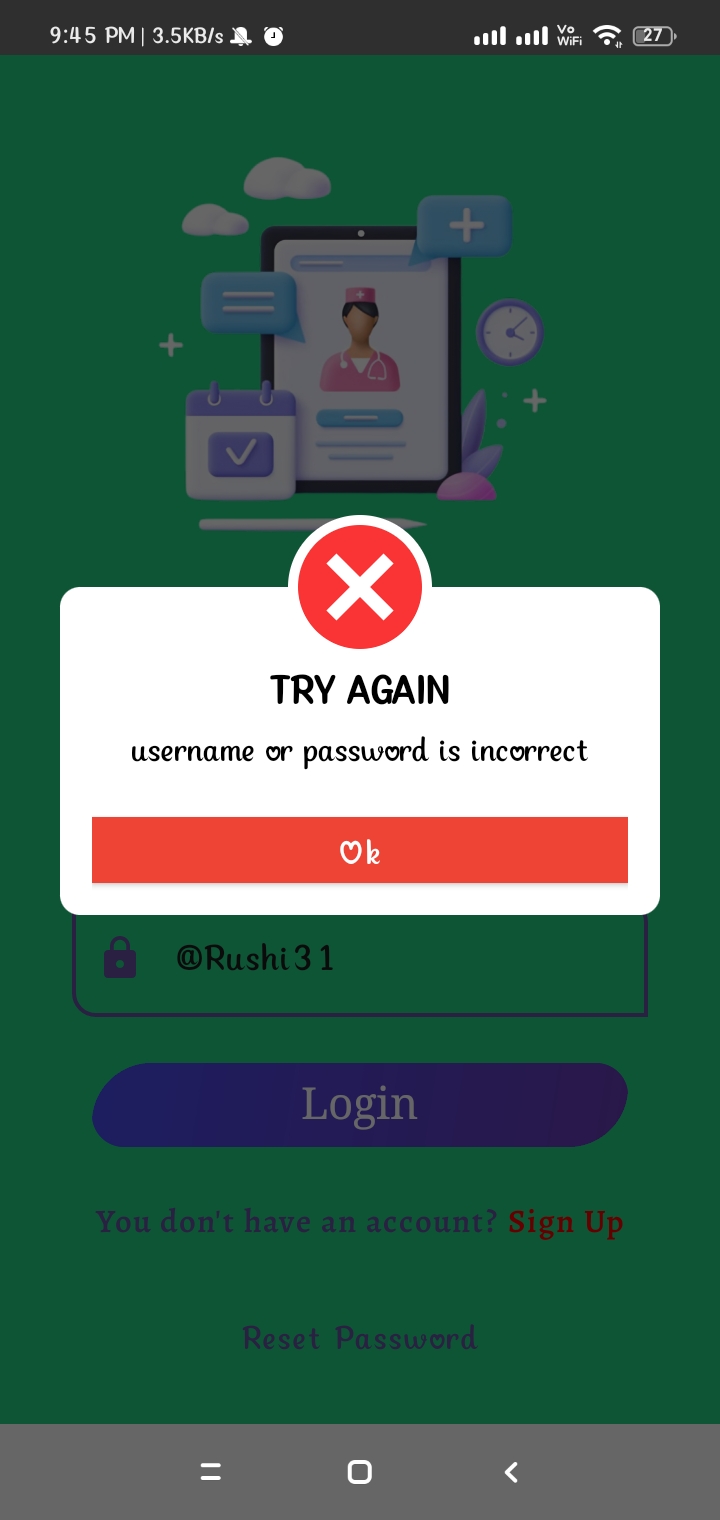 9:45 PM | 3.5KB/s
Vo
WiFi
27
TRY AGAIN
username or password is incorrect
Ok
@Rushi31
Login
You don't have an account? Sign Up
Reset Password